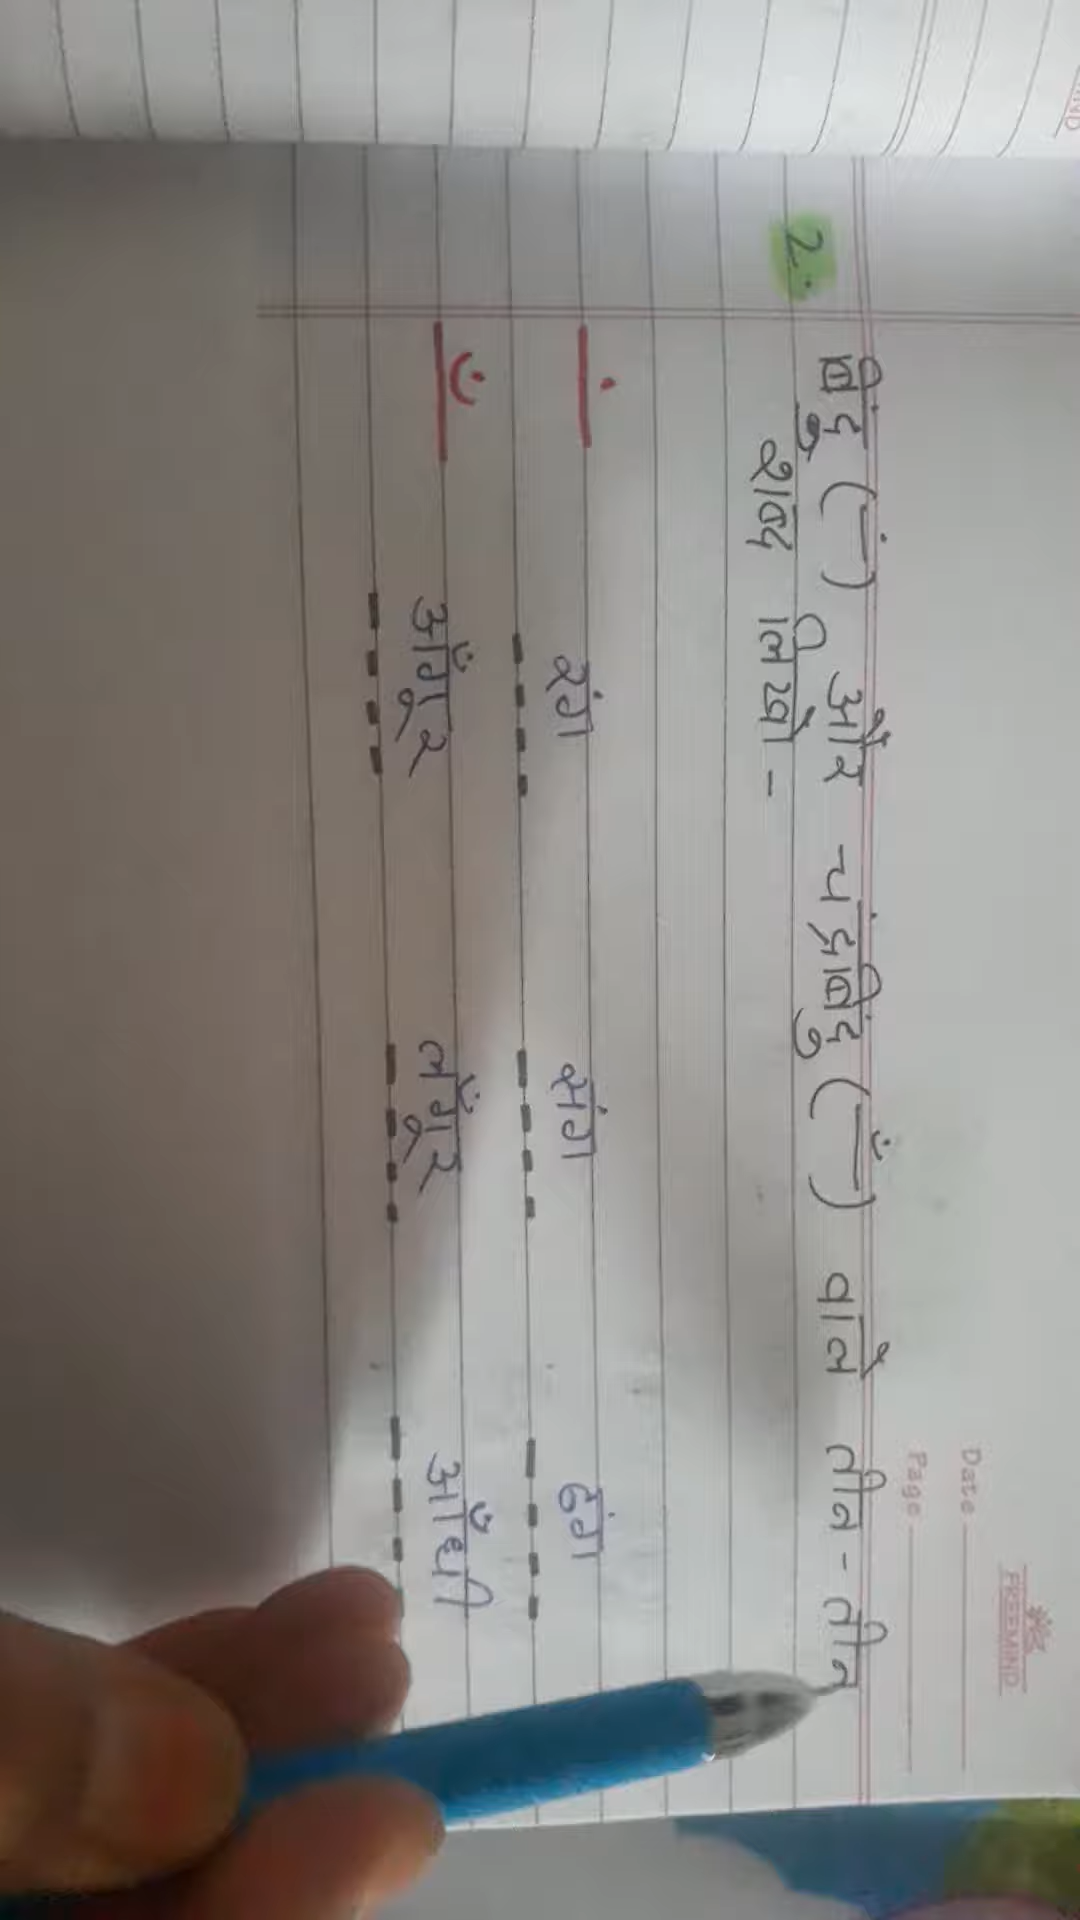 Date
Page
FREEMIND
2. बिंदु (ं) और चंद्रबिंदु (ँ) वाले तीन - तीन
शब्द लिखो -
ं रंग संग ढंग
ँ अँगूर लँगूर आँधी